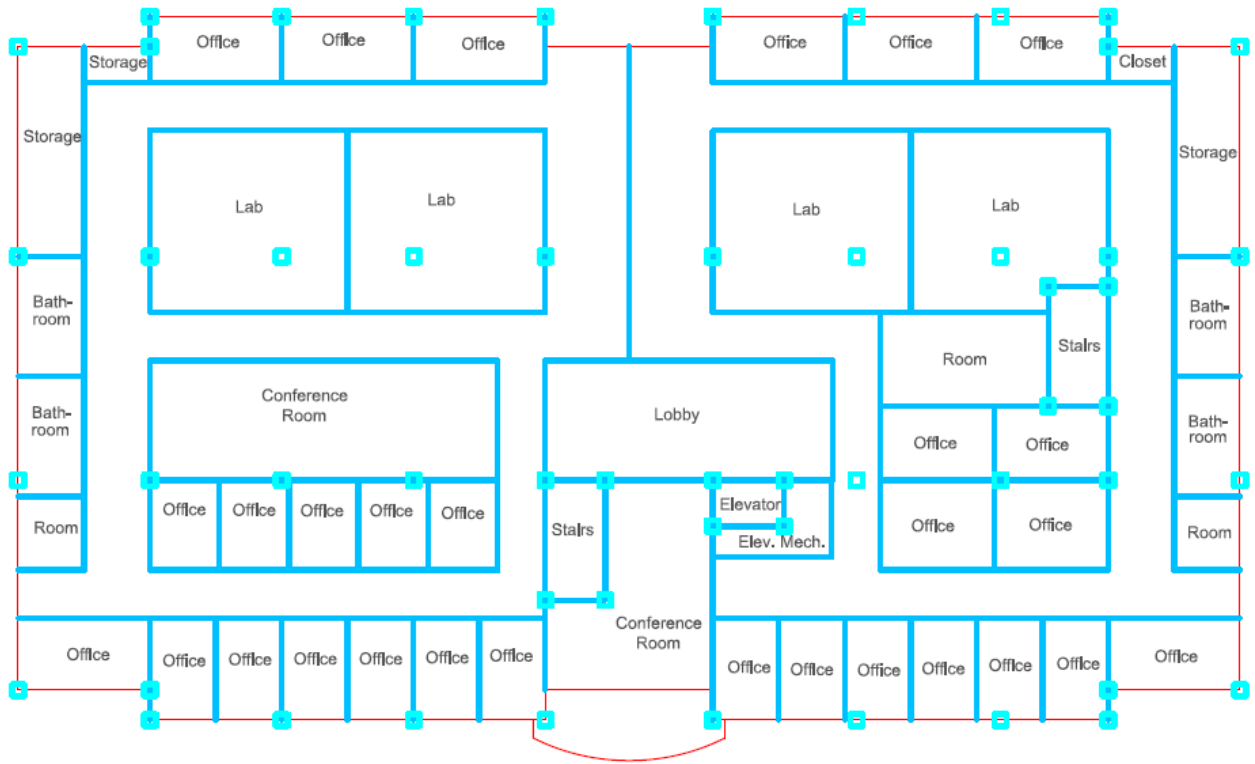 Office
Office
Office
Office
Office
Office
Storage
Closet
Storage
Storage
Lab
Lab
Lab
Lab
Bath-
room
Bath-
room
Room
Stairs
Conference
Room
Lobby
Bath-
room
Bath-
room
Office
Office
Office
Office
Office
Office
Office
Elevator
Room
Stairs
Elev. Mech.
Office
Office
Room
Conference
Room
Office
Office
Office
Office
Office
Office
Office
Office
Office
Office
Office
Office
Office
Office